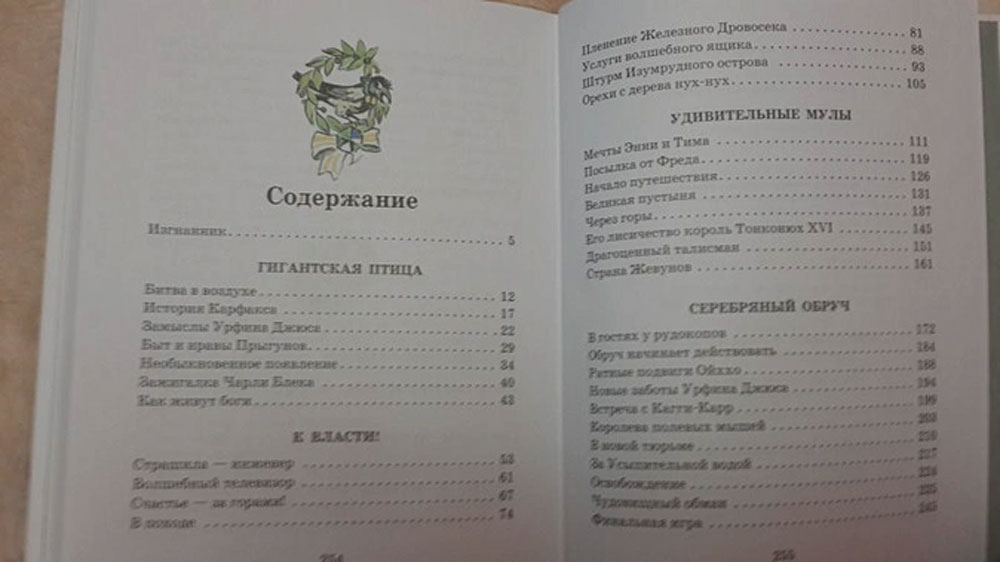 Содержание
Изгнанник 5
ГИГАНТСКАЯ ПТИЦА
Битва в воздухе 12
История Карфакса 17
Замыслы Урфина Джюса 22
Быт и нравы Прыгунов 29
Необыкновенное появление 34
Зажигалка Чарли Блека 40
Как живут боги 43
К ВЛАСТИ!
Страшила — инженер 53
Волшебный телевизор 61
Счастье — за горами! 67
В походе 74
254
Пленение Железного Дровосека 81
Услуги волшебного ящика 88
Штурм Изумрудного острова 93
Орехи с дерева нух-нух 105
УДИВИТЕЛЬНЫЕ МУЛЫ
Мечты Энни и Тима 111
Посылка от Фреда 119
Начало путешествия 126
Великая пустыня 131
Через горы 137
Его лисичество король Тонконюх XVI 145
Драгоценный талисман 151
Страна Жевунов 161
СЕРЕБРЯНЫЙ ОБРУЧ
В гостях у рудокопов 172
Обруч начинает действовать 184
Ратные подвиги Ойххо 188
Новые заботы Урфина Джюса 194
Встреча с Кагги-Карр 199
Королева полевых мышей
В новой тюрьме
За Усыпительной водой 227
Освобождение
Чудовищный обман
Финальная игра
255